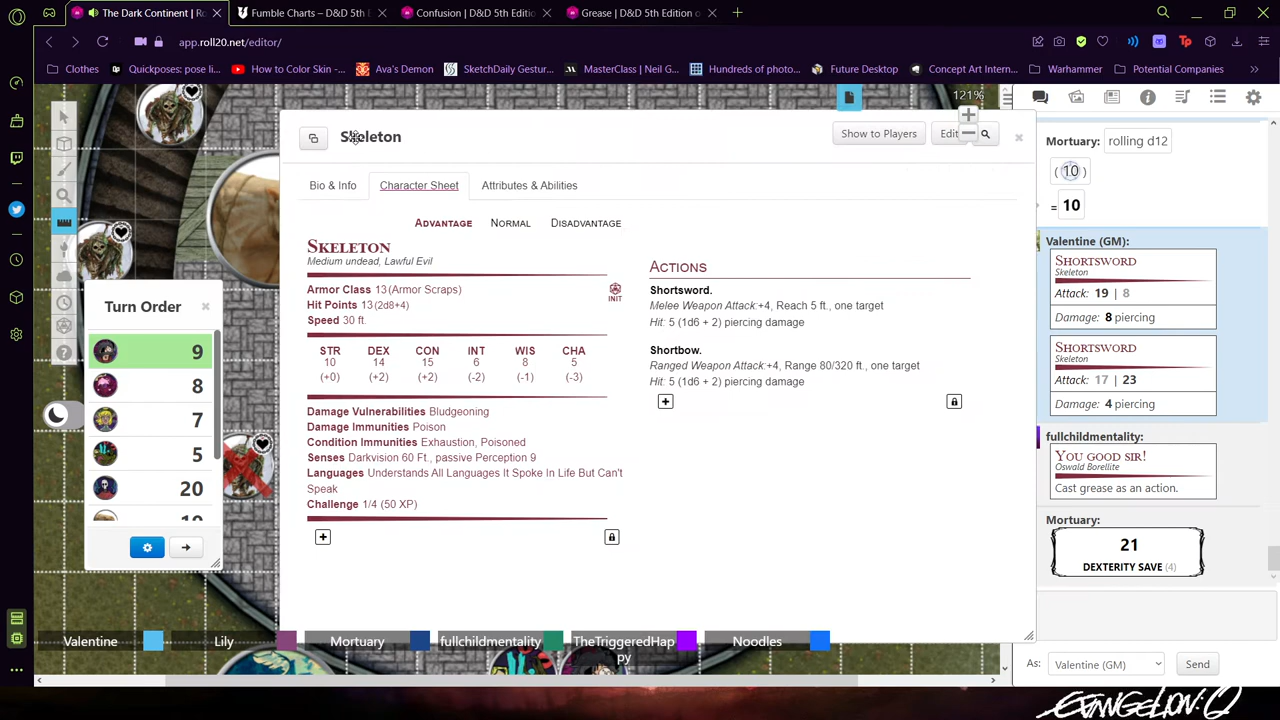 The Dark Continent | Ro
Fumble Charts – D&D 5th E
Confusion | D&D 5th Edition
Grease | D&D 5th Edition o
app.roll20.net/editor/
Clothes
Quickposes: pose li...
How to Color Skin -...
Ava's Demon
SketchDaily Gestur...
MasterClass | Neil G...
Hundreds of photo...
Future Desktop
Concept Art Intern...
Warhammer
Potential Companies
121%
Skeleton
Show to Players
Edit
Bio & Info
Character Sheet
Attributes & Abilities
ADVANTAGE
NORMAL
DISADVANTAGE
SKELETON
Medium undead, Lawful Evil
Armor Class 13 (Armor Scraps)
Hit Points 13 (2d8+4)
Speed 30 ft.
INIT
STR DEX CON INT WIS CHA
10 14 15 6 8 5
(+0) (+2) (+2) (-2) (-1) (-3)
Damage Vulnerabilities Bludgeoning
Damage Immunities Poison
Condition Immunities Exhaustion, Poisoned
Senses Darkvision 60 Ft., passive Perception 9
Languages Understands All Languages It Spoke In Life But Can't
Speak
Challenge 1/4 (50 XP)
ACTIONS
Shortsword.
Melee Weapon Attack: +4, Reach 5 ft., one target
Hit: 5 (1d6 + 2) piercing damage
Shortbow.
Ranged Weapon Attack: +4, Range 80/320 ft., one target
Hit: 5 (1d6 + 2) piercing damage
Turn Order
9
8
7
5
20
Valentine
Lily
Mortuary
fullchildmentality
TheTriggeredHap
py
Noodles
Mortuary: rolling d12
( 10 )
= 10
Valentine (GM):
SHORTSWORD
Skeleton
Attack: 19 | 8
Damage: 8 piercing
SHORTSWORD
Skeleton
Attack: 17 | 23
Damage: 4 piercing
fullchildmentality:
YOU GOOD SIR!
Oswald Borellite
Cast grease as an action.
Mortuary:
21
DEXTERITY SAVE (4)
As:
Valentine (GM)
Send